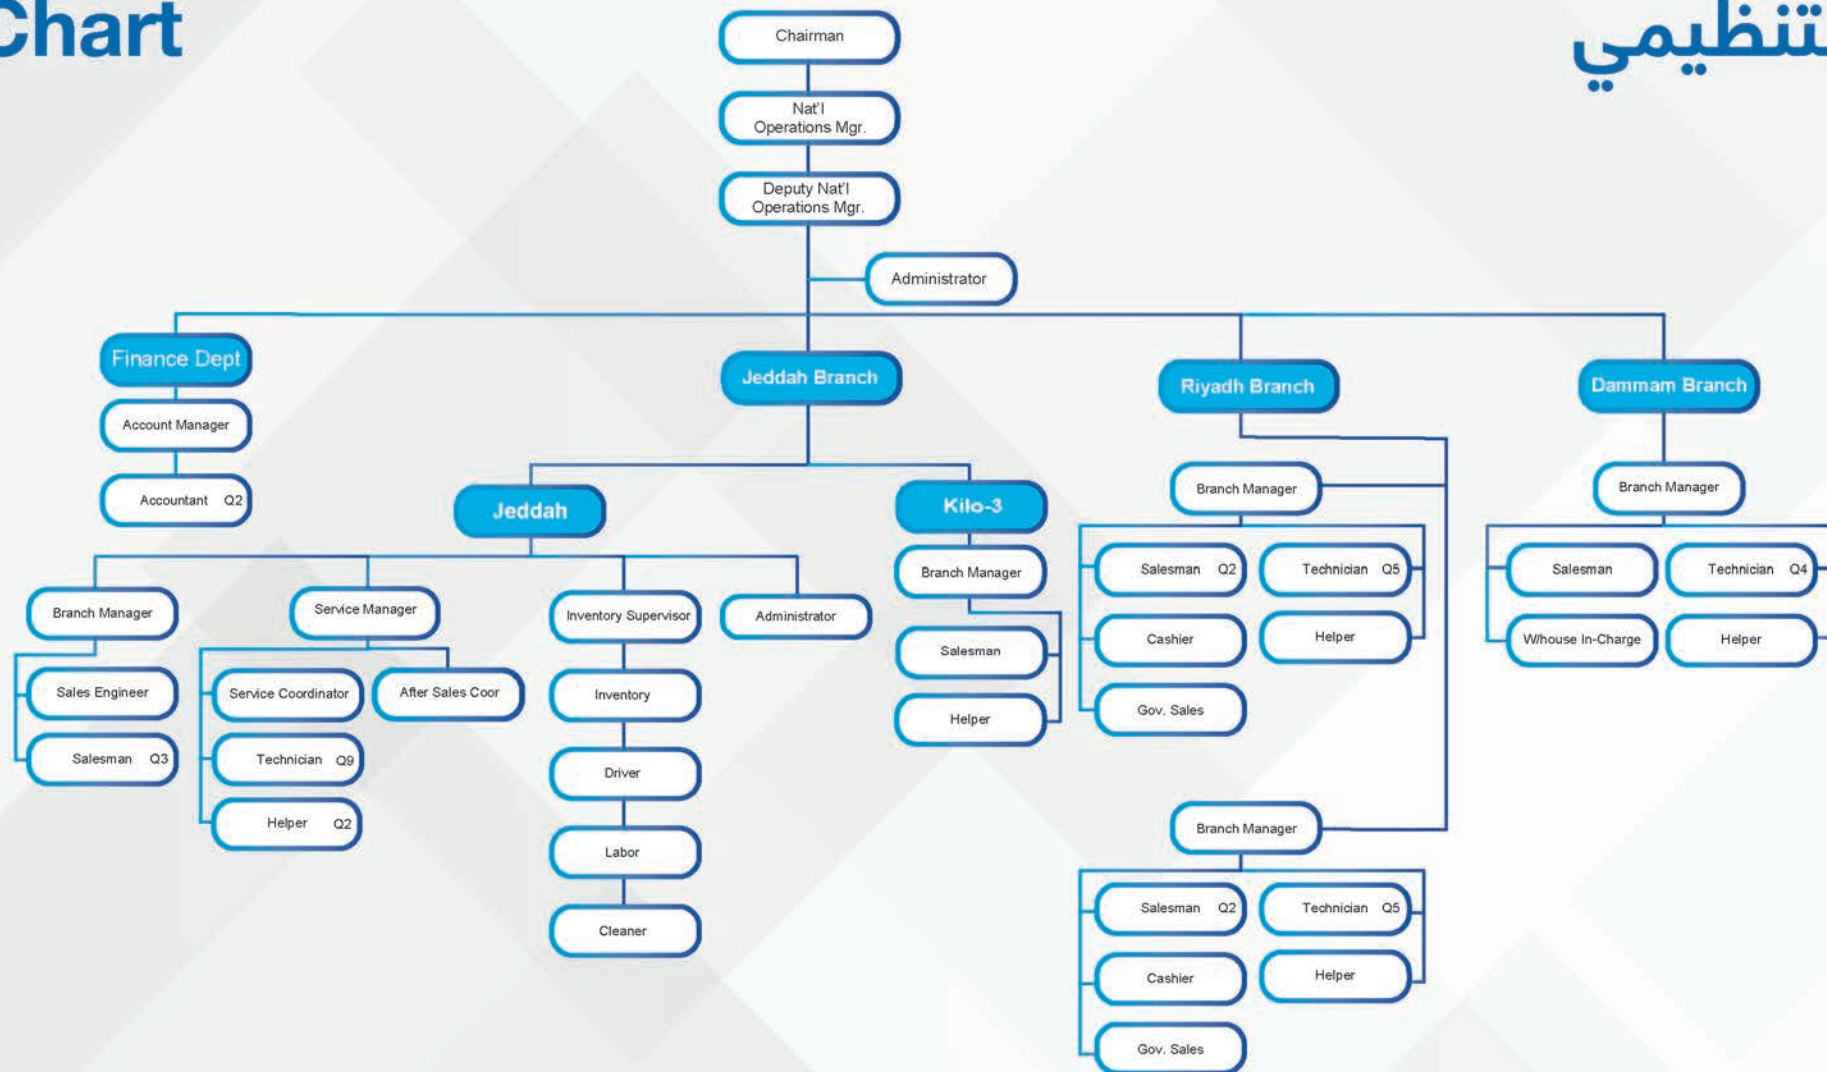 Chart
تنظيمي
Chairman
Nat'l
Operations Mgr.
Deputy Nat'l
Operations Mgr.
Administrator
Finance Dept
Account Manager
Accountant Q2
Jeddah Branch
Jeddah
Branch Manager
Sales Engineer
Salesman Q3
Service Manager
Service Coordinator
Technician Q9
Helper Q2
After Sales Coor
Inventory Supervisor
Inventory
Driver
Labor
Cleaner
Administrator
Kilo-3
Branch Manager
Salesman
Helper
Riyadh Branch
Branch Manager
Salesman Q2
Cashier
Gov. Sales
Technician Q5
Helper
Branch Manager
Salesman Q2
Cashier
Gov. Sales
Technician Q5
Helper
Dammam Branch
Branch Manager
Salesman
W/house In-Charge
Technician Q4
Helper